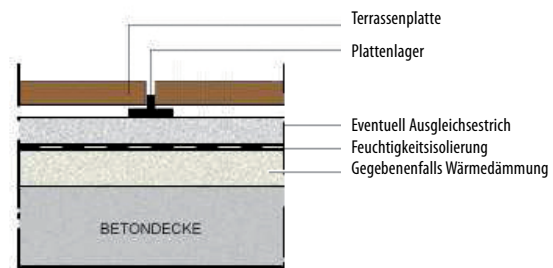 Terrassenplatte
Plattenlager
Eventuell Ausgleichsestrich
Feuchtigkeitsisolierung
Gegebenenfalls Wärmedämmung
BETONDECKE